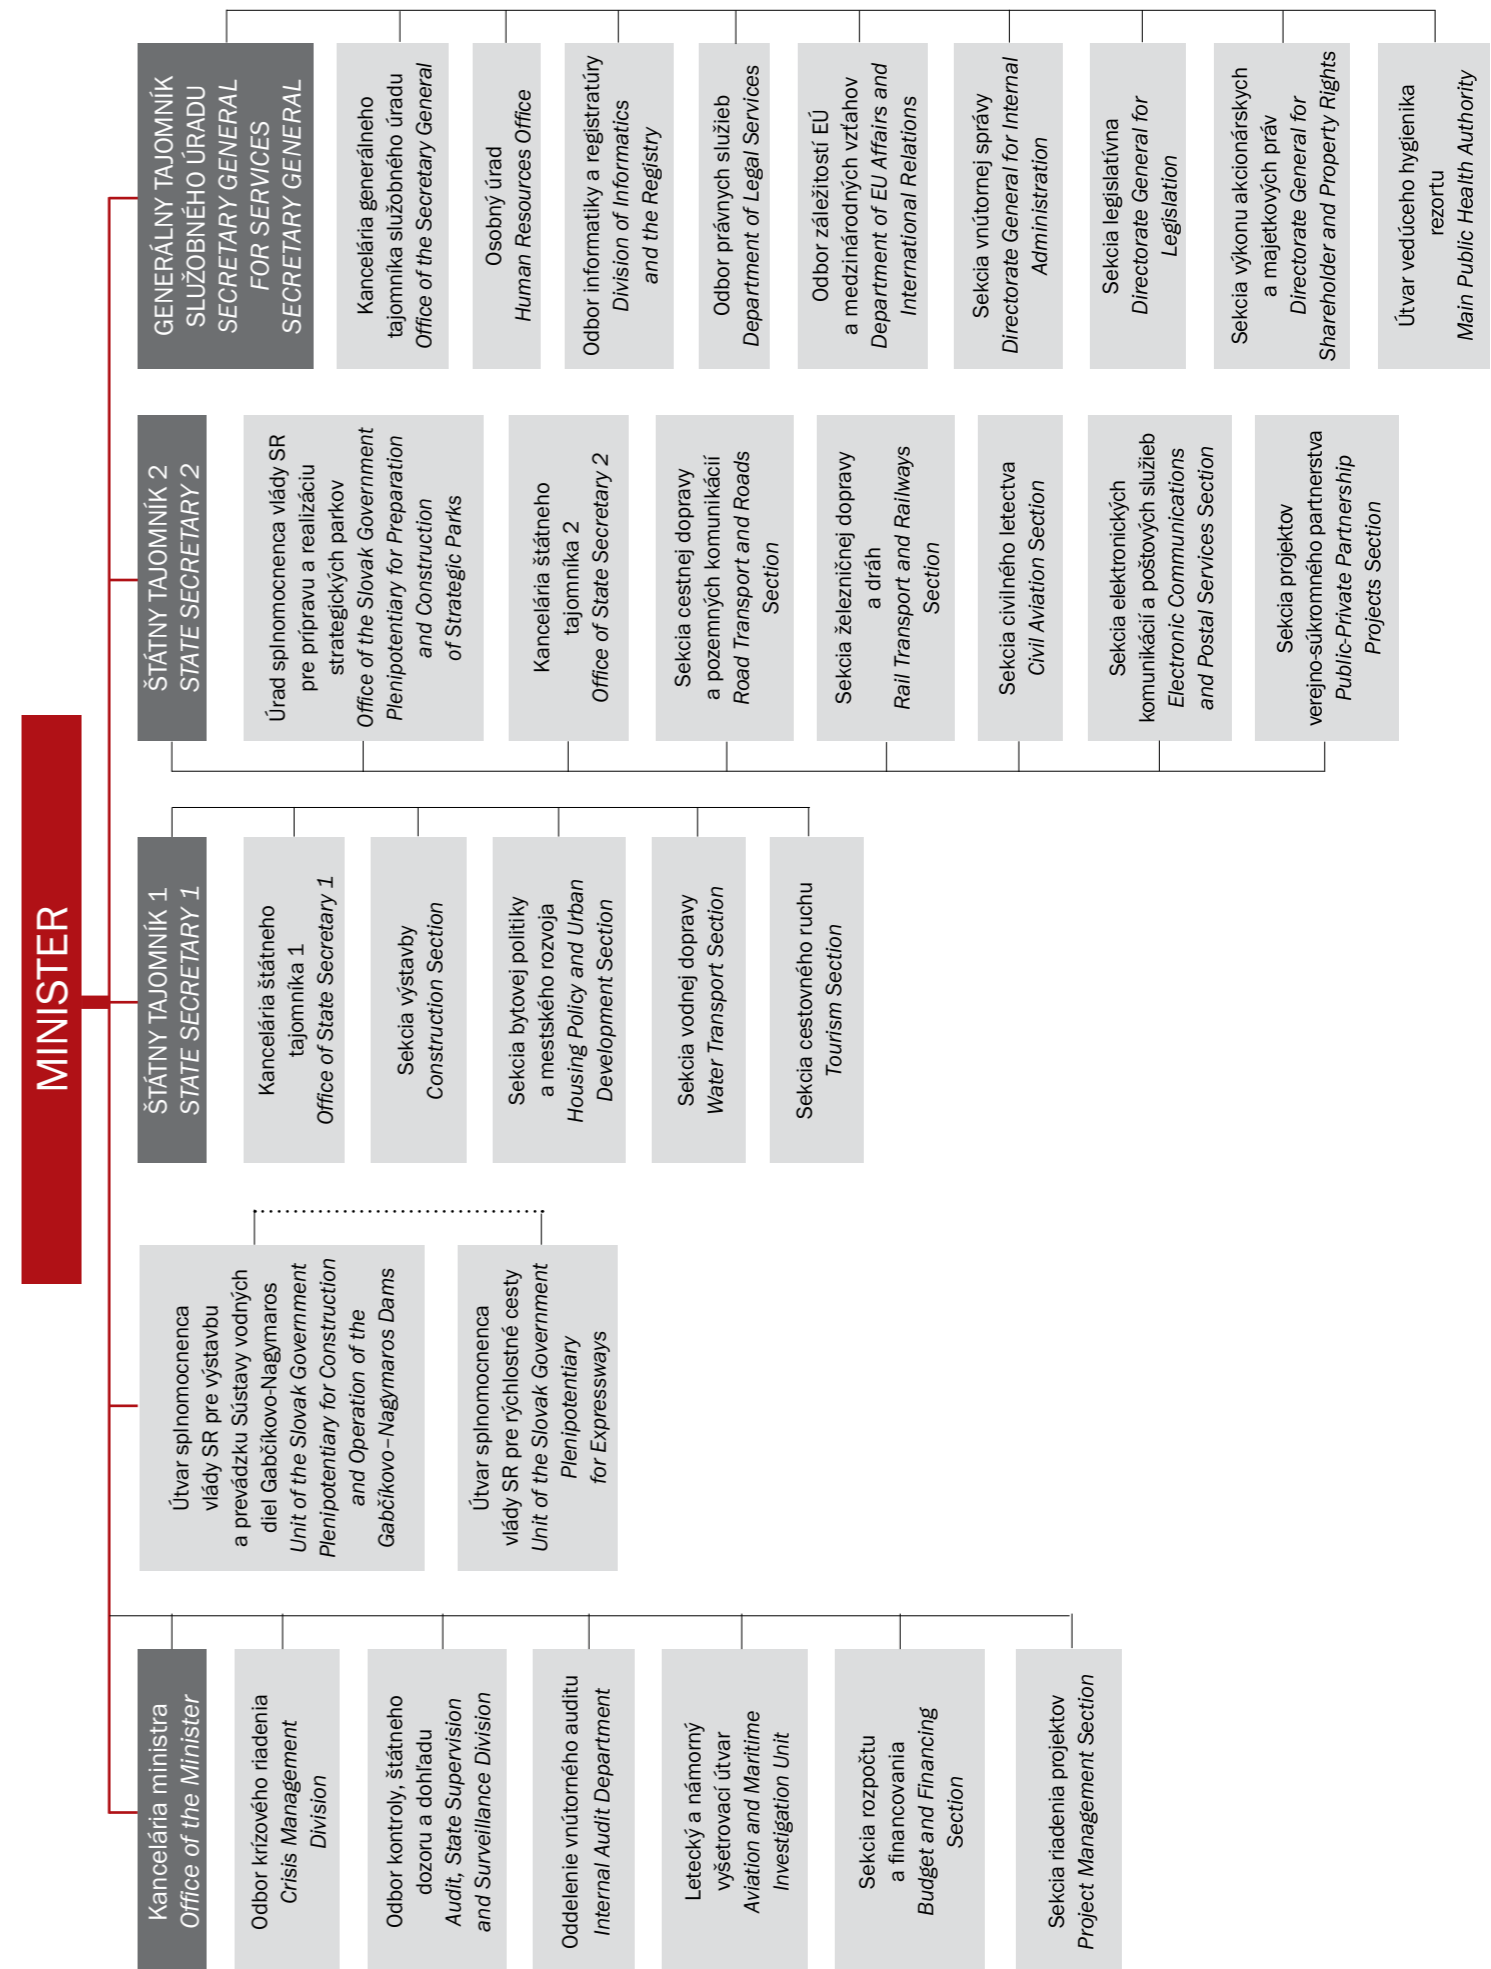 MINISTER
Kancelária ministra
Office of the Minister
Odbor krízového riadenia
Crisis Management
Division
Odbor kontroly, štátneho
dozoru a dohľadu
Audit, State Supervision
and Surveillance Division
Oddelenie vnútorného auditu
Internal Audit Department
Letecký a námorný
vyšetrovací útvar
Aviation and Maritime
Investigation Unit
Sekcia rozpočtu
a financovania
Budget and Financing
Section
Sekcia riadenia projektov
Project Management Section
Útvar splnomocnenca
vlády SR pre výstavbu
a prevádzku Sústavy vodných
diel Gabčíkovo-Nagymaros
Unit of the Slovak Government
Plenipotentiary for Construction
and Operation of the
Gabčíkovo–Nagymaros Dams
Útvar splnomocnenca
vlády SR pre rýchlostné cesty
Unit of the Slovak Government
Plenipotentiary
for Expressways
ŠTÁTNY TAJOMNÍK 1
STATE SECRETARY 1
Kancelária štátneho
tajomníka 1
Office of State Secretary 1
Sekcia výstavby
Construction Section
Sekcia bytovej politiky
a mestského rozvoja
Housing Policy and Urban
Development Section
Sekcia vodnej dopravy
Water Transport Section
Sekcia cestovného ruchu
Tourism Section
ŠTÁTNY TAJOMNÍK 2
STATE SECRETARY 2
Úrad splnomocnenca vlády SR
pre prípravu a realizáciu
strategických parkov
Office of the Slovak Government
Plenipotentiary for Preparation
and Construction
of Strategic Parks
Kancelária štátneho
tajomníka 2
Office of State Secretary 2
Sekcia cestnej dopravy
a pozemných komunikácií
Road Transport and Roads
Section
Sekcia železničnej dopravy
a dráh
Rail Transport and Railways
Section
Sekcia civilného letectva
Civil Aviation Section
Sekcia elektronických
komunikácií a poštových služieb
Electronic Communications
and Postal Services Section
Sekcia projektov
verejno-súkromného partnerstva
Public-Private Partnership
Projects Section
GENERÁLNY TAJOMNÍK
SLUŽOBNÉHO ÚRADU
SECRETARY GENERAL
FOR SERVICES
SECRETARY GENERAL
Kancelária generálneho
tajomníka služobného úradu
Office of the Secretary General
Osobný úrad
Human Resources Office
Odbor informatiky a registratúry
Division of Informatics
and the Registry
Odbor právnych služieb
Department of Legal Services
Odbor záležitostí EÚ
a medzinárodných vzťahov
Department of EU Affairs and
International Relations
Sekcia vnútornej správy
Directorate General for Internal
Administration
Sekcia legislatívna
Directorate General for
Legislation
Sekcia výkonu akcionárskych
a majetkových práv
Directorate General for
Shareholder and Property Rights
Útvar vedúceho hygienika
rezortu
Main Public Health Authority